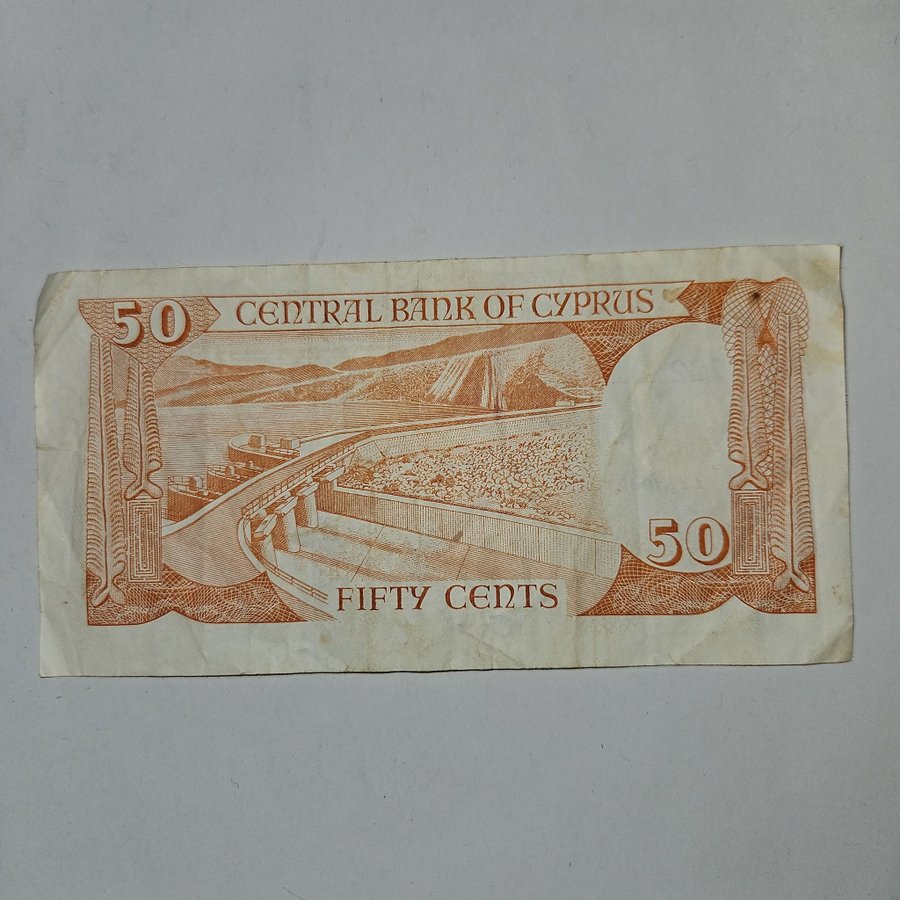 50 CENTRAL BANK OF CYPRUS
50
FIFTY CENTS